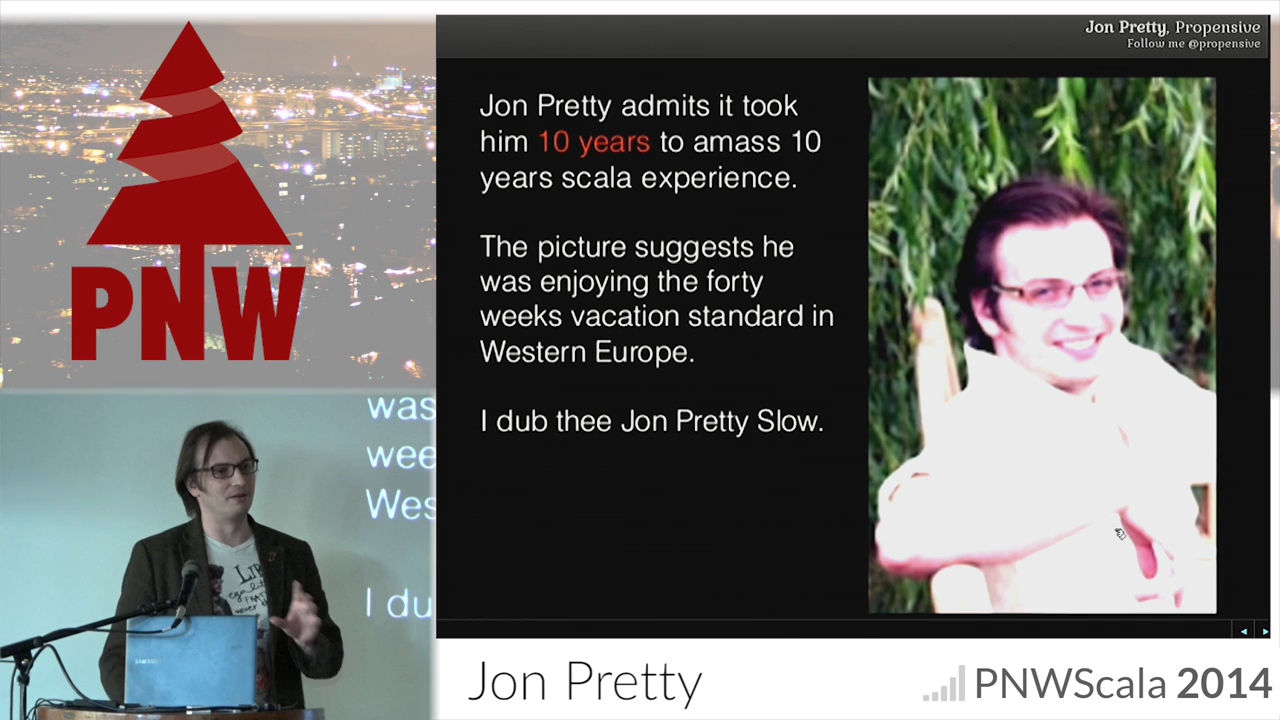 PNW
Jon Pretty, Propensive
Follow me @propensive
Jon Pretty admits it took
him 10 years to amass 10
years scala experience.
The picture suggests he
was enjoying the forty
weeks vacation standard in
Western Europe.
I dub thee Jon Pretty Slow.
was
wee
Wes
I du
SAMSUNG
Jon Pretty
PNWScala 2014